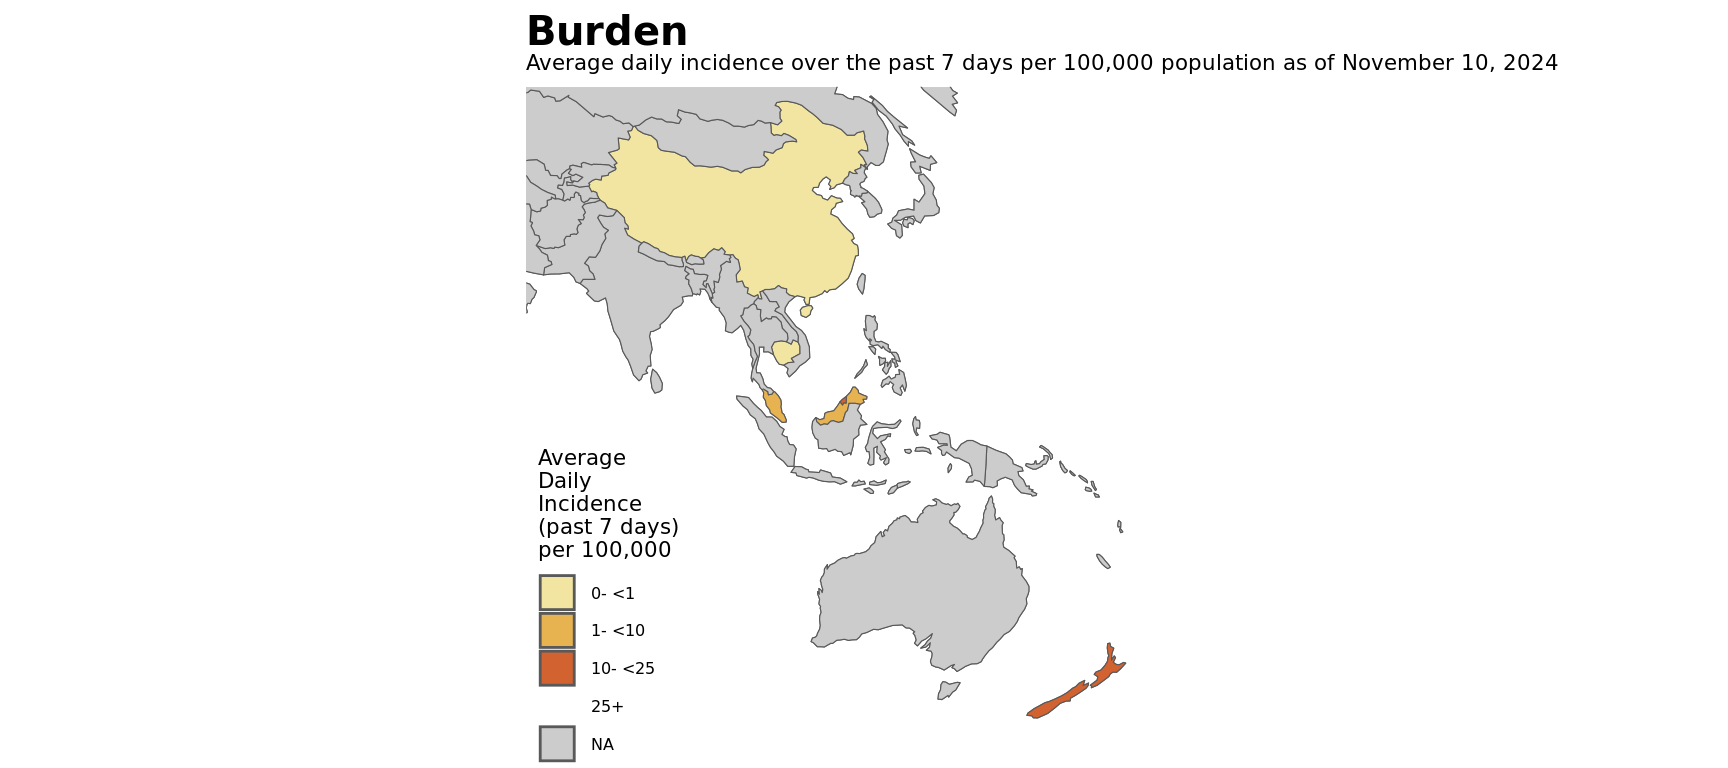 Burden
Average daily incidence over the past 7 days per 100,000 population as of November 10, 2024
Average
Daily
Incidence
(past 7 days)
per 100,000
0- <1
1- <10
10- <25
25+
NA